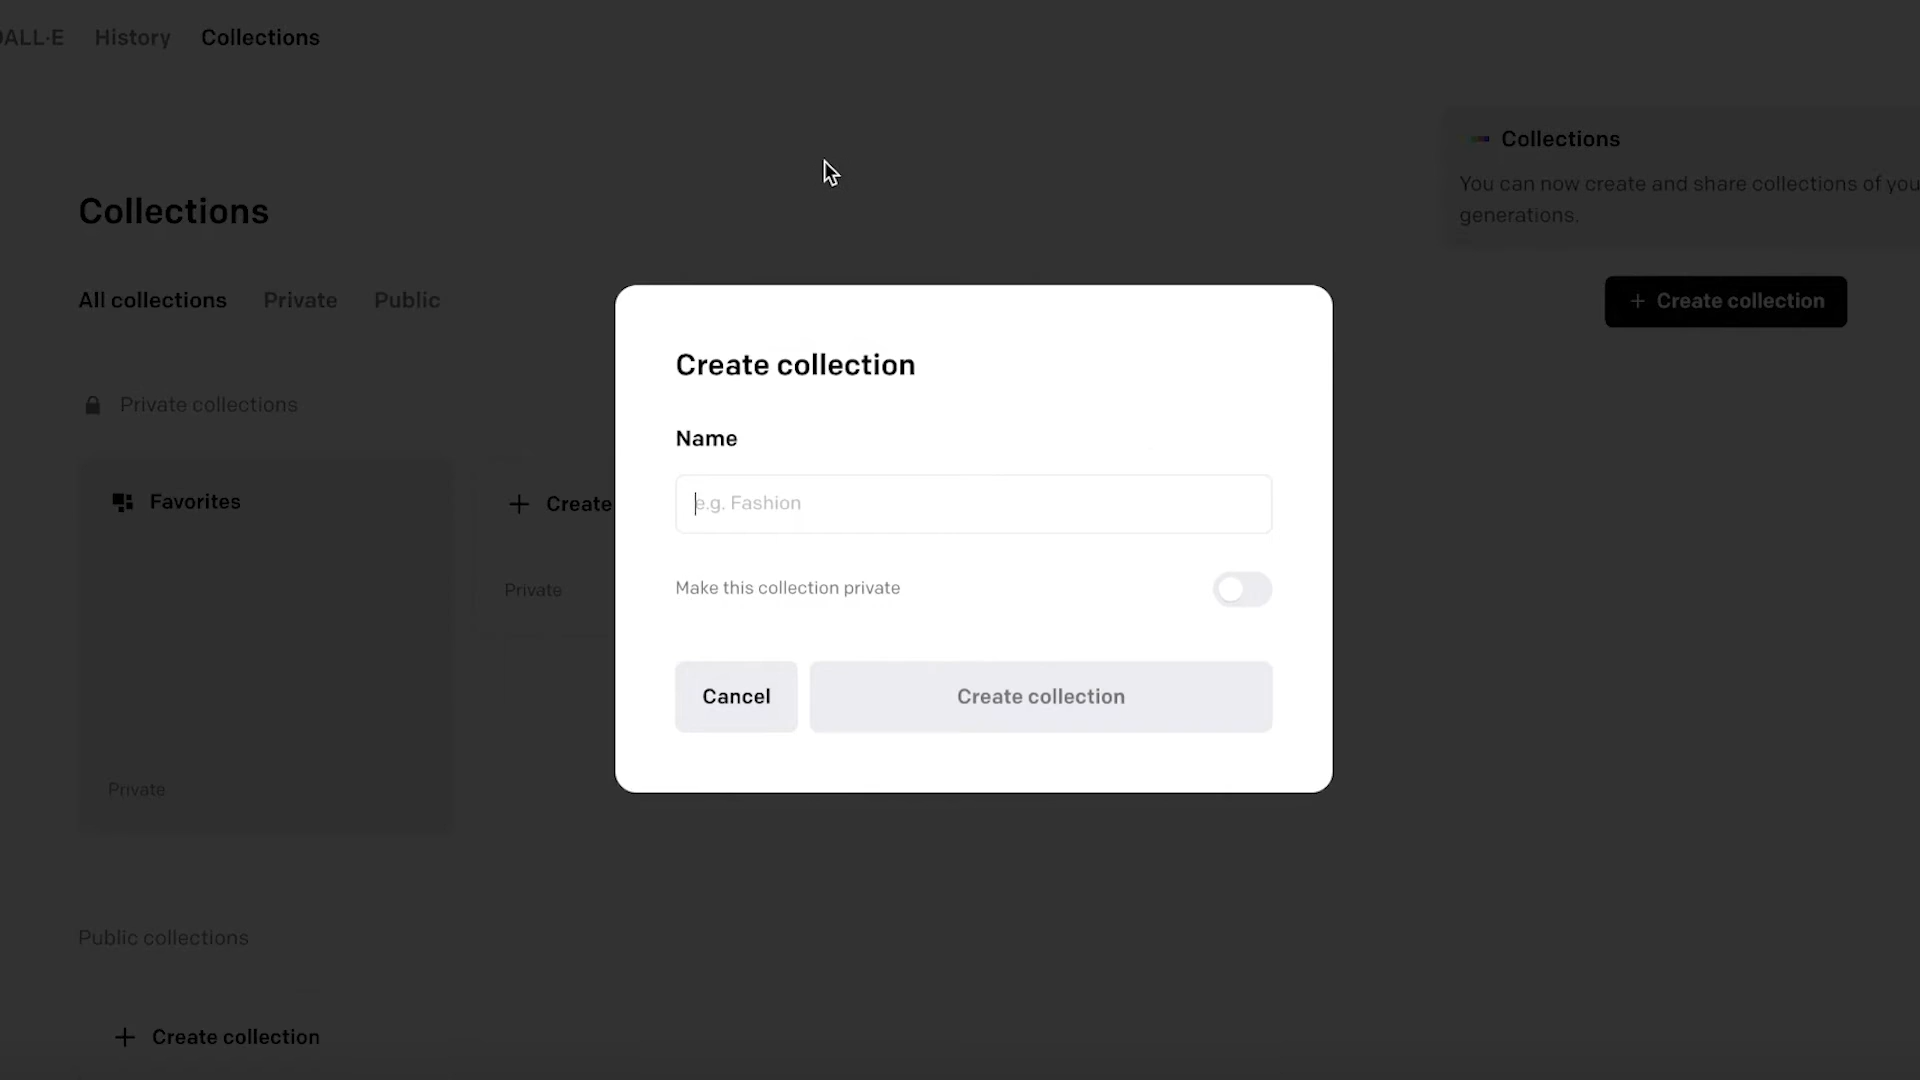 DALL·E History Collections
Collections
You can now create and share collections of you
generations.
Collections
All collections Private Public
+ Create collection
Private collections
Favorites
Private
+ Create
Private
Create collection
Name
e.g. Fashion
Make this collection private
Cancel Create collection
Public collections
+ Create collection